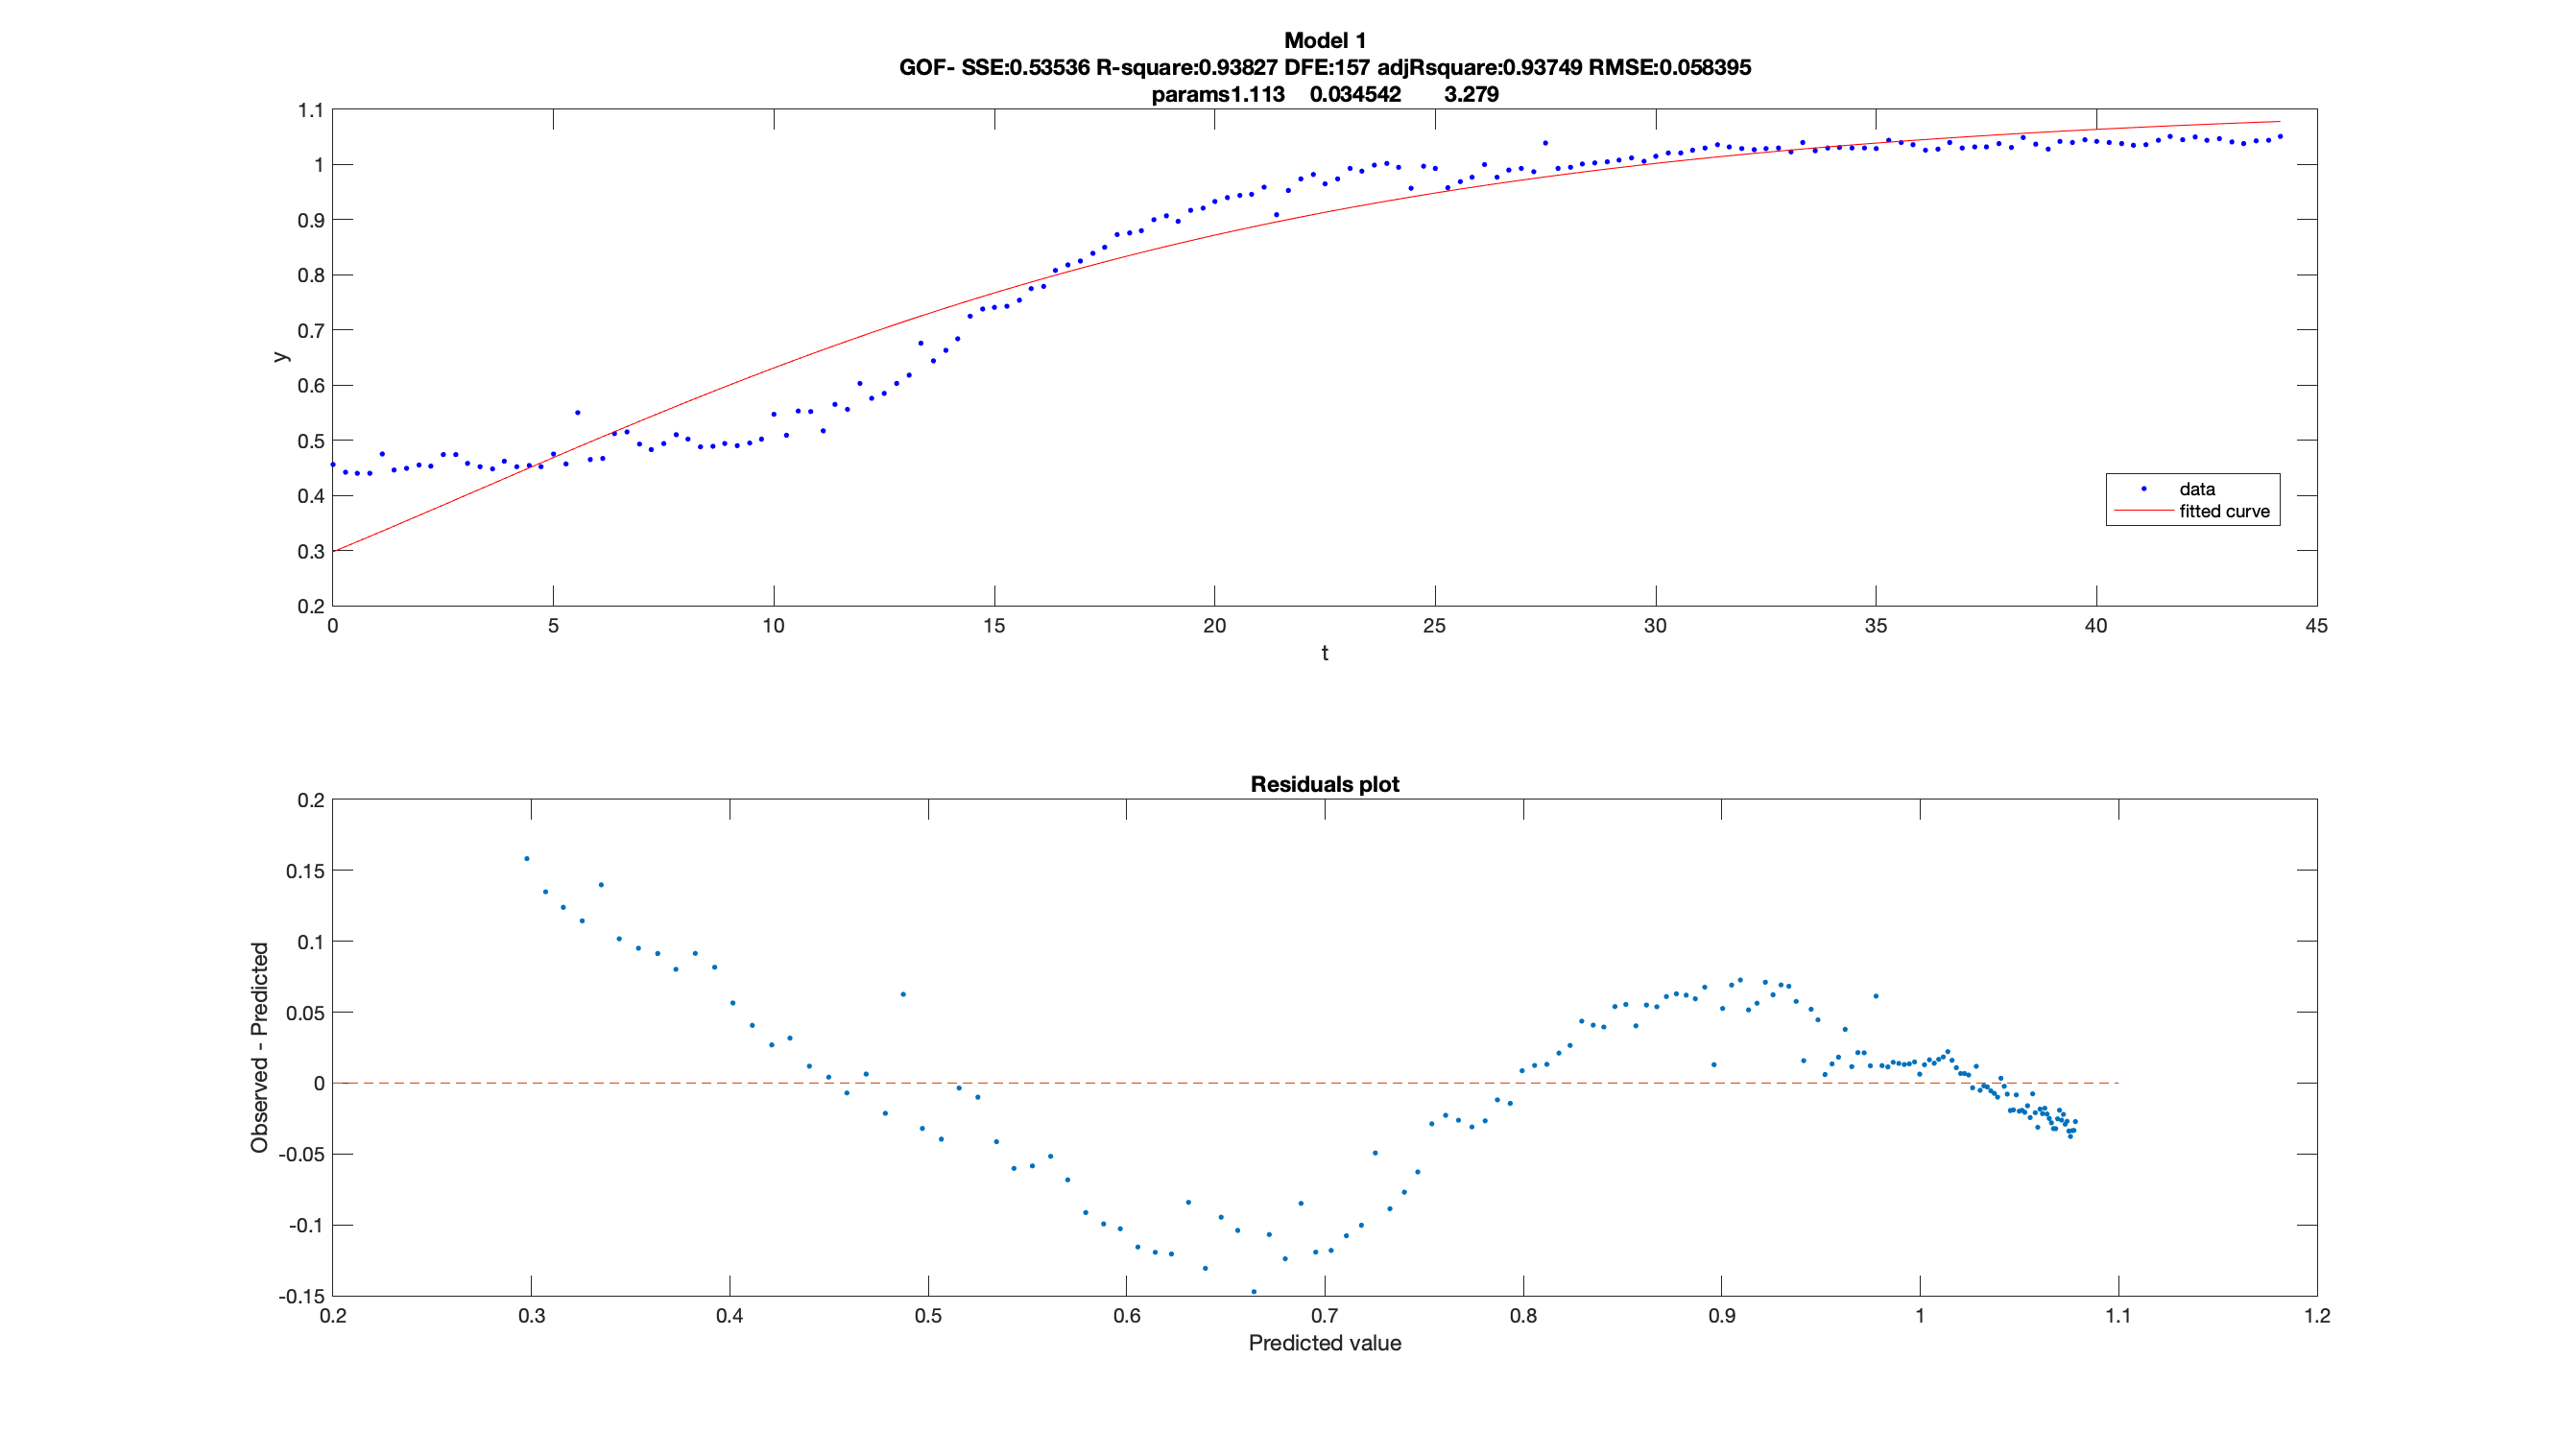 Model 1
GOF- SSE:0.53536 R-square:0.93827 DFE:157 adjRsquare:0.93749 RMSE:0.058395
params1.113 0.034542 3.279
1.1
1
0.9
0.8
0.7
0.6
0.5
0.4
0.3
0.2
y
data
fitted curve
0 5 10 15 20 25 30 35 40 45
t
Residuals plot
0.2
0.15
0.1
0.05
0
-0.05
-0.1
-0.15
Observed - Predicted
0.2 0.3 0.4 0.5 0.6 0.7 0.8 0.9 1 1.1 1.2
Predicted value